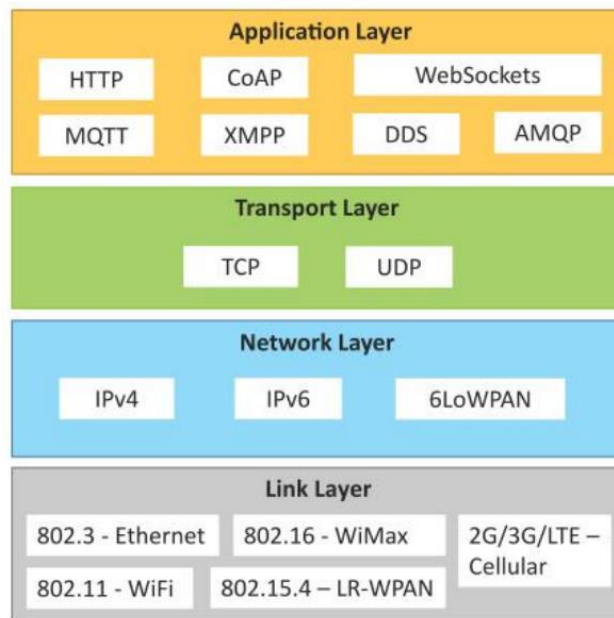 Application Layer
HTTP
CoAP
WebSockets
MQTT
XMPP
DDS
AMQP
Transport Layer
TCP
UDP
Network Layer
IPv4
IPv6
6LoWPAN
Link Layer
802.3 - Ethernet
802.16 - WiMax
2G/3G/LTE –
Cellular
802.11 - WiFi
802.15.4 – LR-WPAN